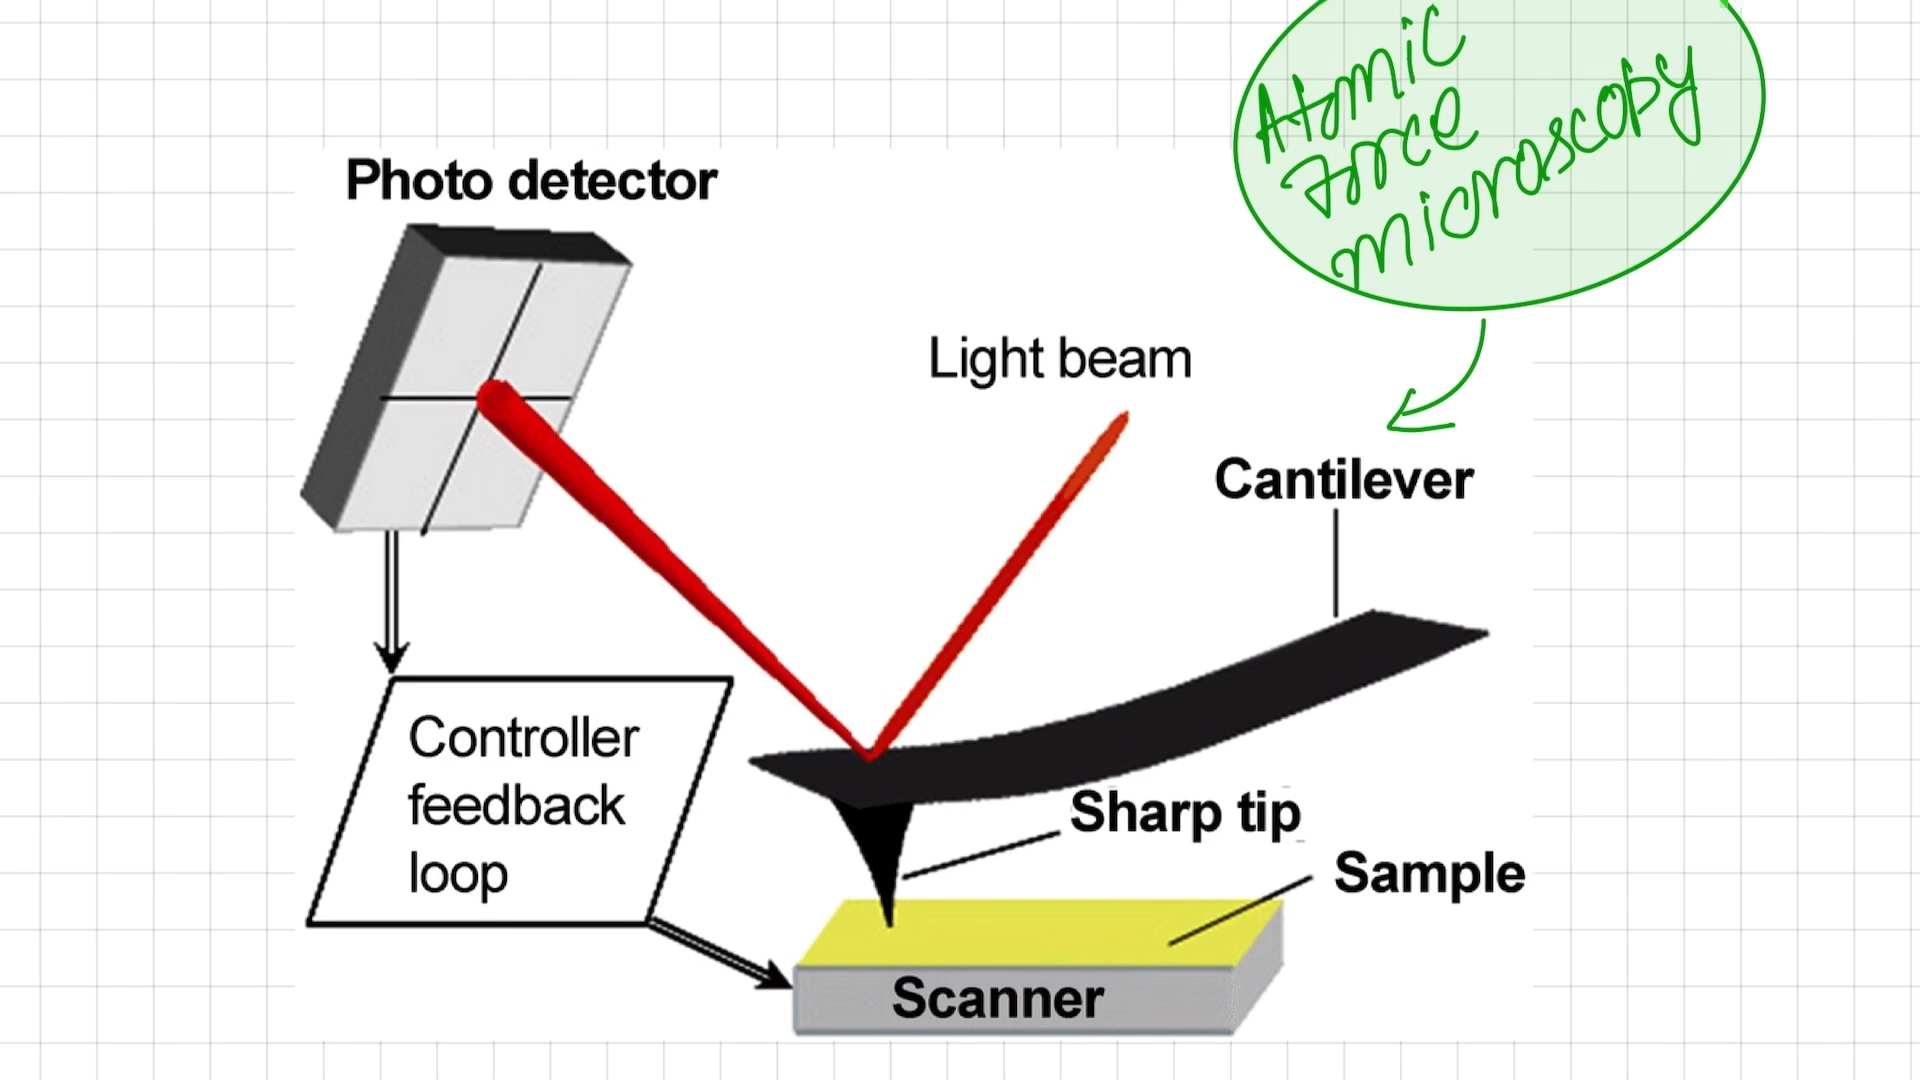 Atomic
Force
microscopy
Photo detector
Light beam
Cantilever
Controller
feedback
loop
Sharp tip
Sample
Scanner